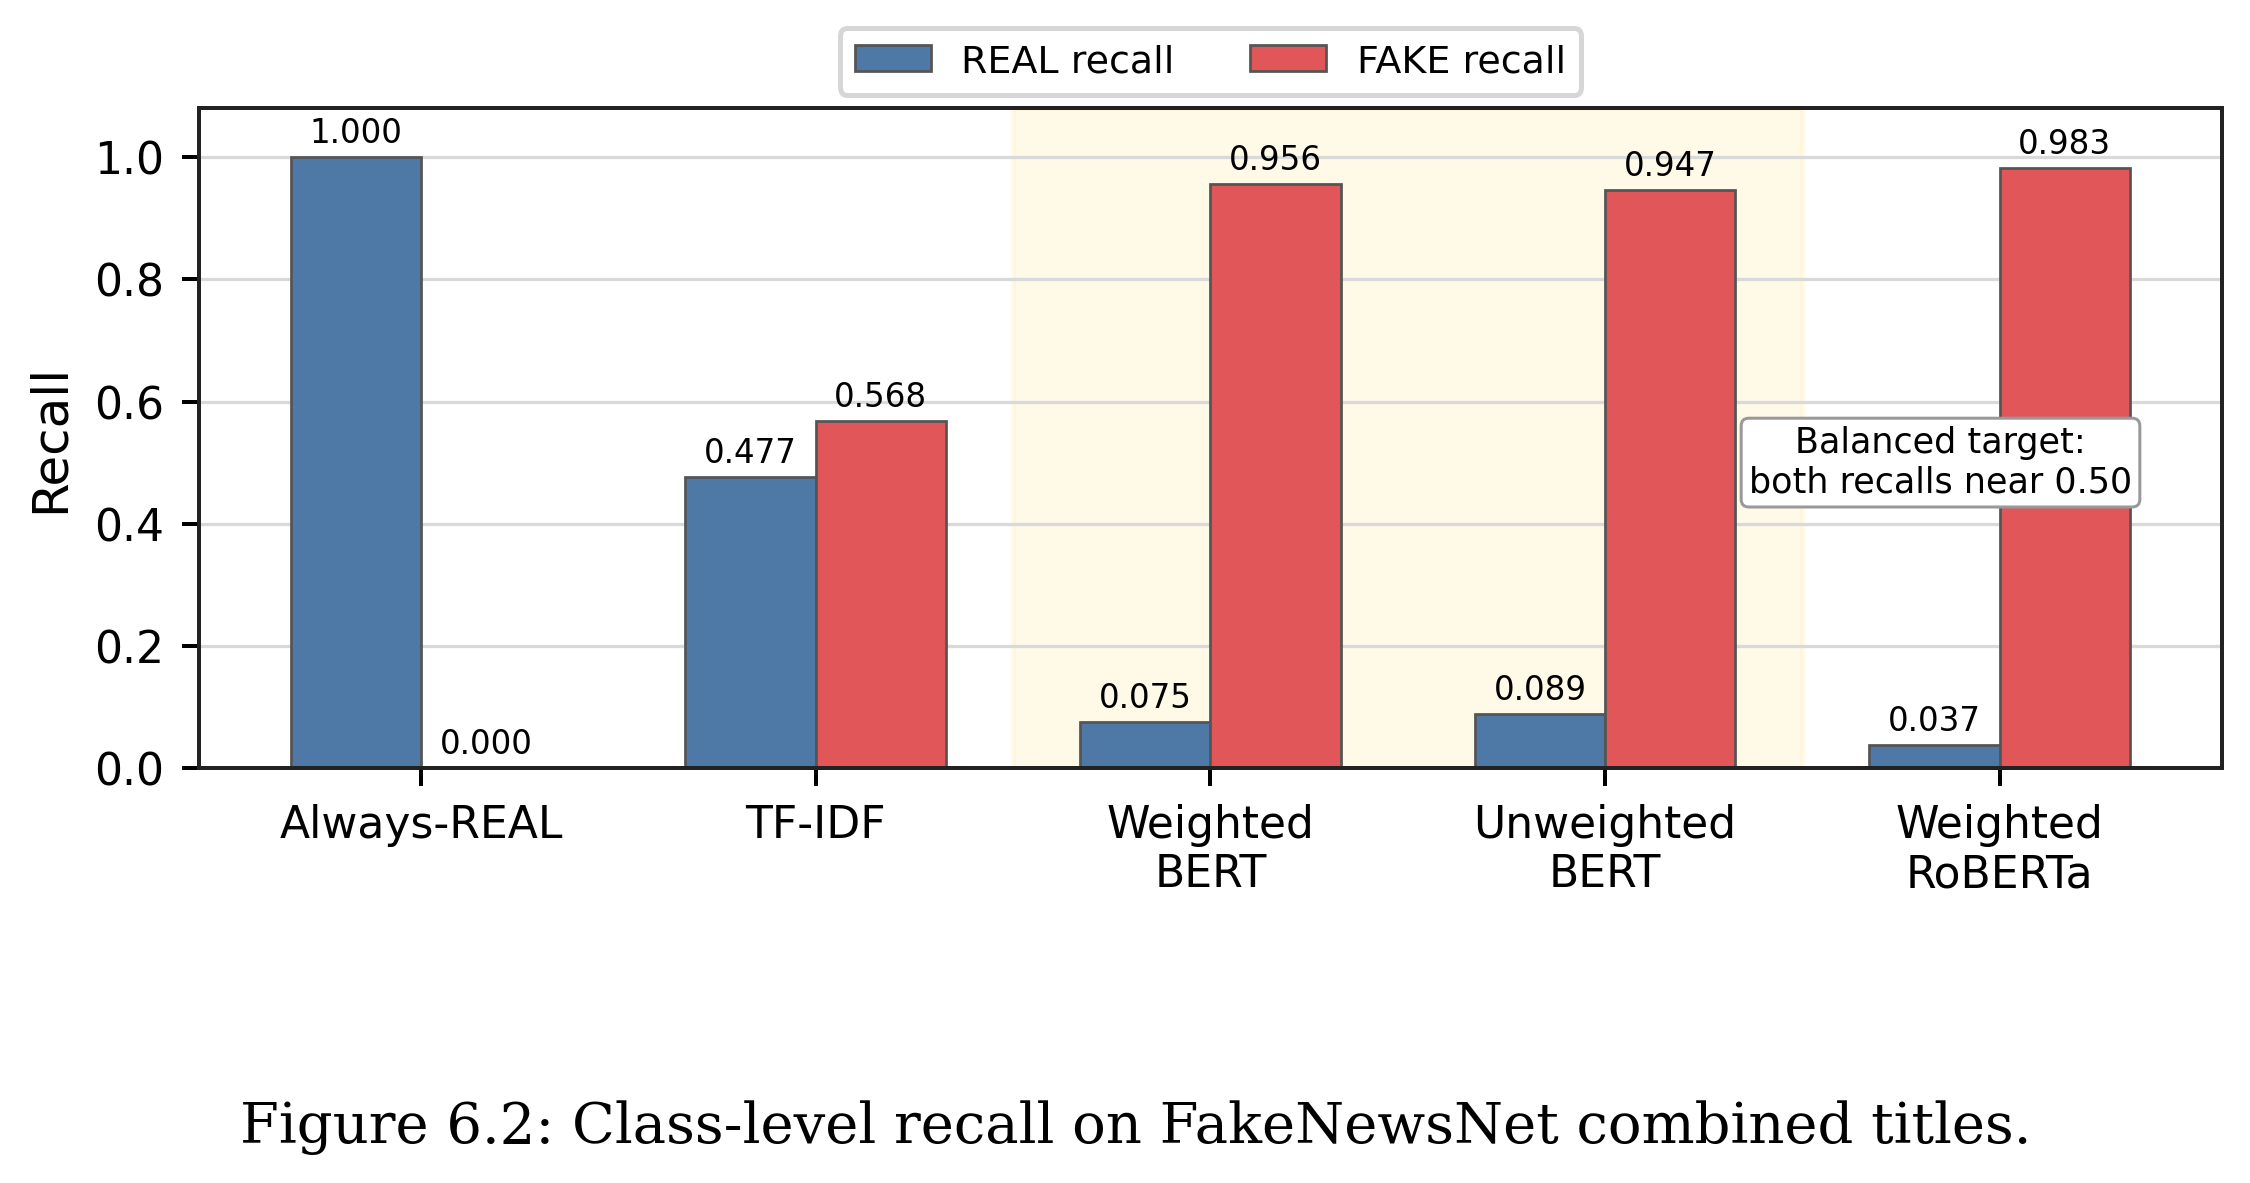 REAL recall FAKE recall
1.000
0.000
0.477
0.568
0.075
0.956
0.089
0.947
0.037
0.983
Balanced target:
both recalls near 0.50
Recall
1.0
0.8
0.6
0.4
0.2
0.0
Always-REAL
TF-IDF
Weighted
BERT
Unweighted
BERT
Weighted
RoBERTa
Figure 6.2: Class-level recall on FakeNewsNet combined titles.